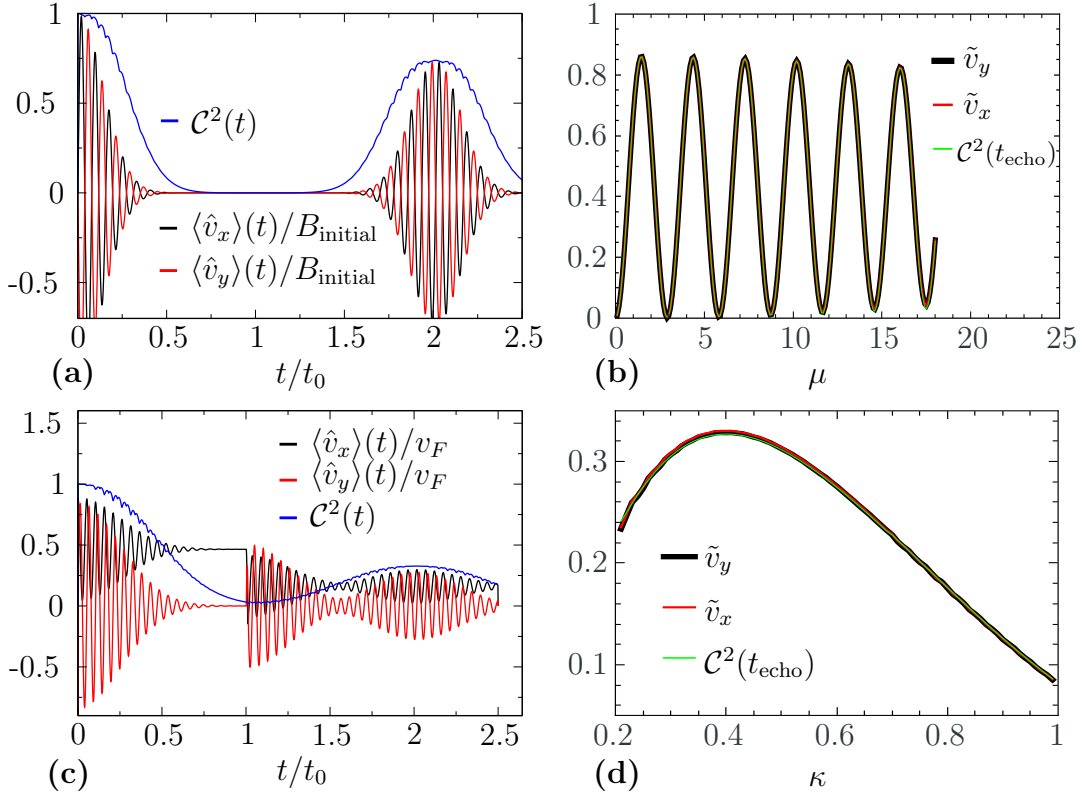 1
0.5
0
-0.5
𝒞²(t)
⟨v̂ₓ⟩(t)/B_initial
⟨v̂_y⟩(t)/B_initial
0 0.5 1 1.5 2 2.5
(a) t/t₀
1
0.8
0.6
0.4
0.2
0
ṽ_y
ṽₓ
𝒞²(t_echo)
0 5 10 15 20 25
(b) μ
1.5
1
0.5
0
-0.5
⟨v̂ₓ⟩(t)/v_F
⟨v̂_y⟩(t)/v_F
𝒞²(t)
0 0.5 1 1.5 2 2.5
(c) t/t₀
0.3
0.2
0.1
ṽ_y
ṽₓ
𝒞²(t_echo)
0.2 0.4 0.6 0.8 1
(d) κ